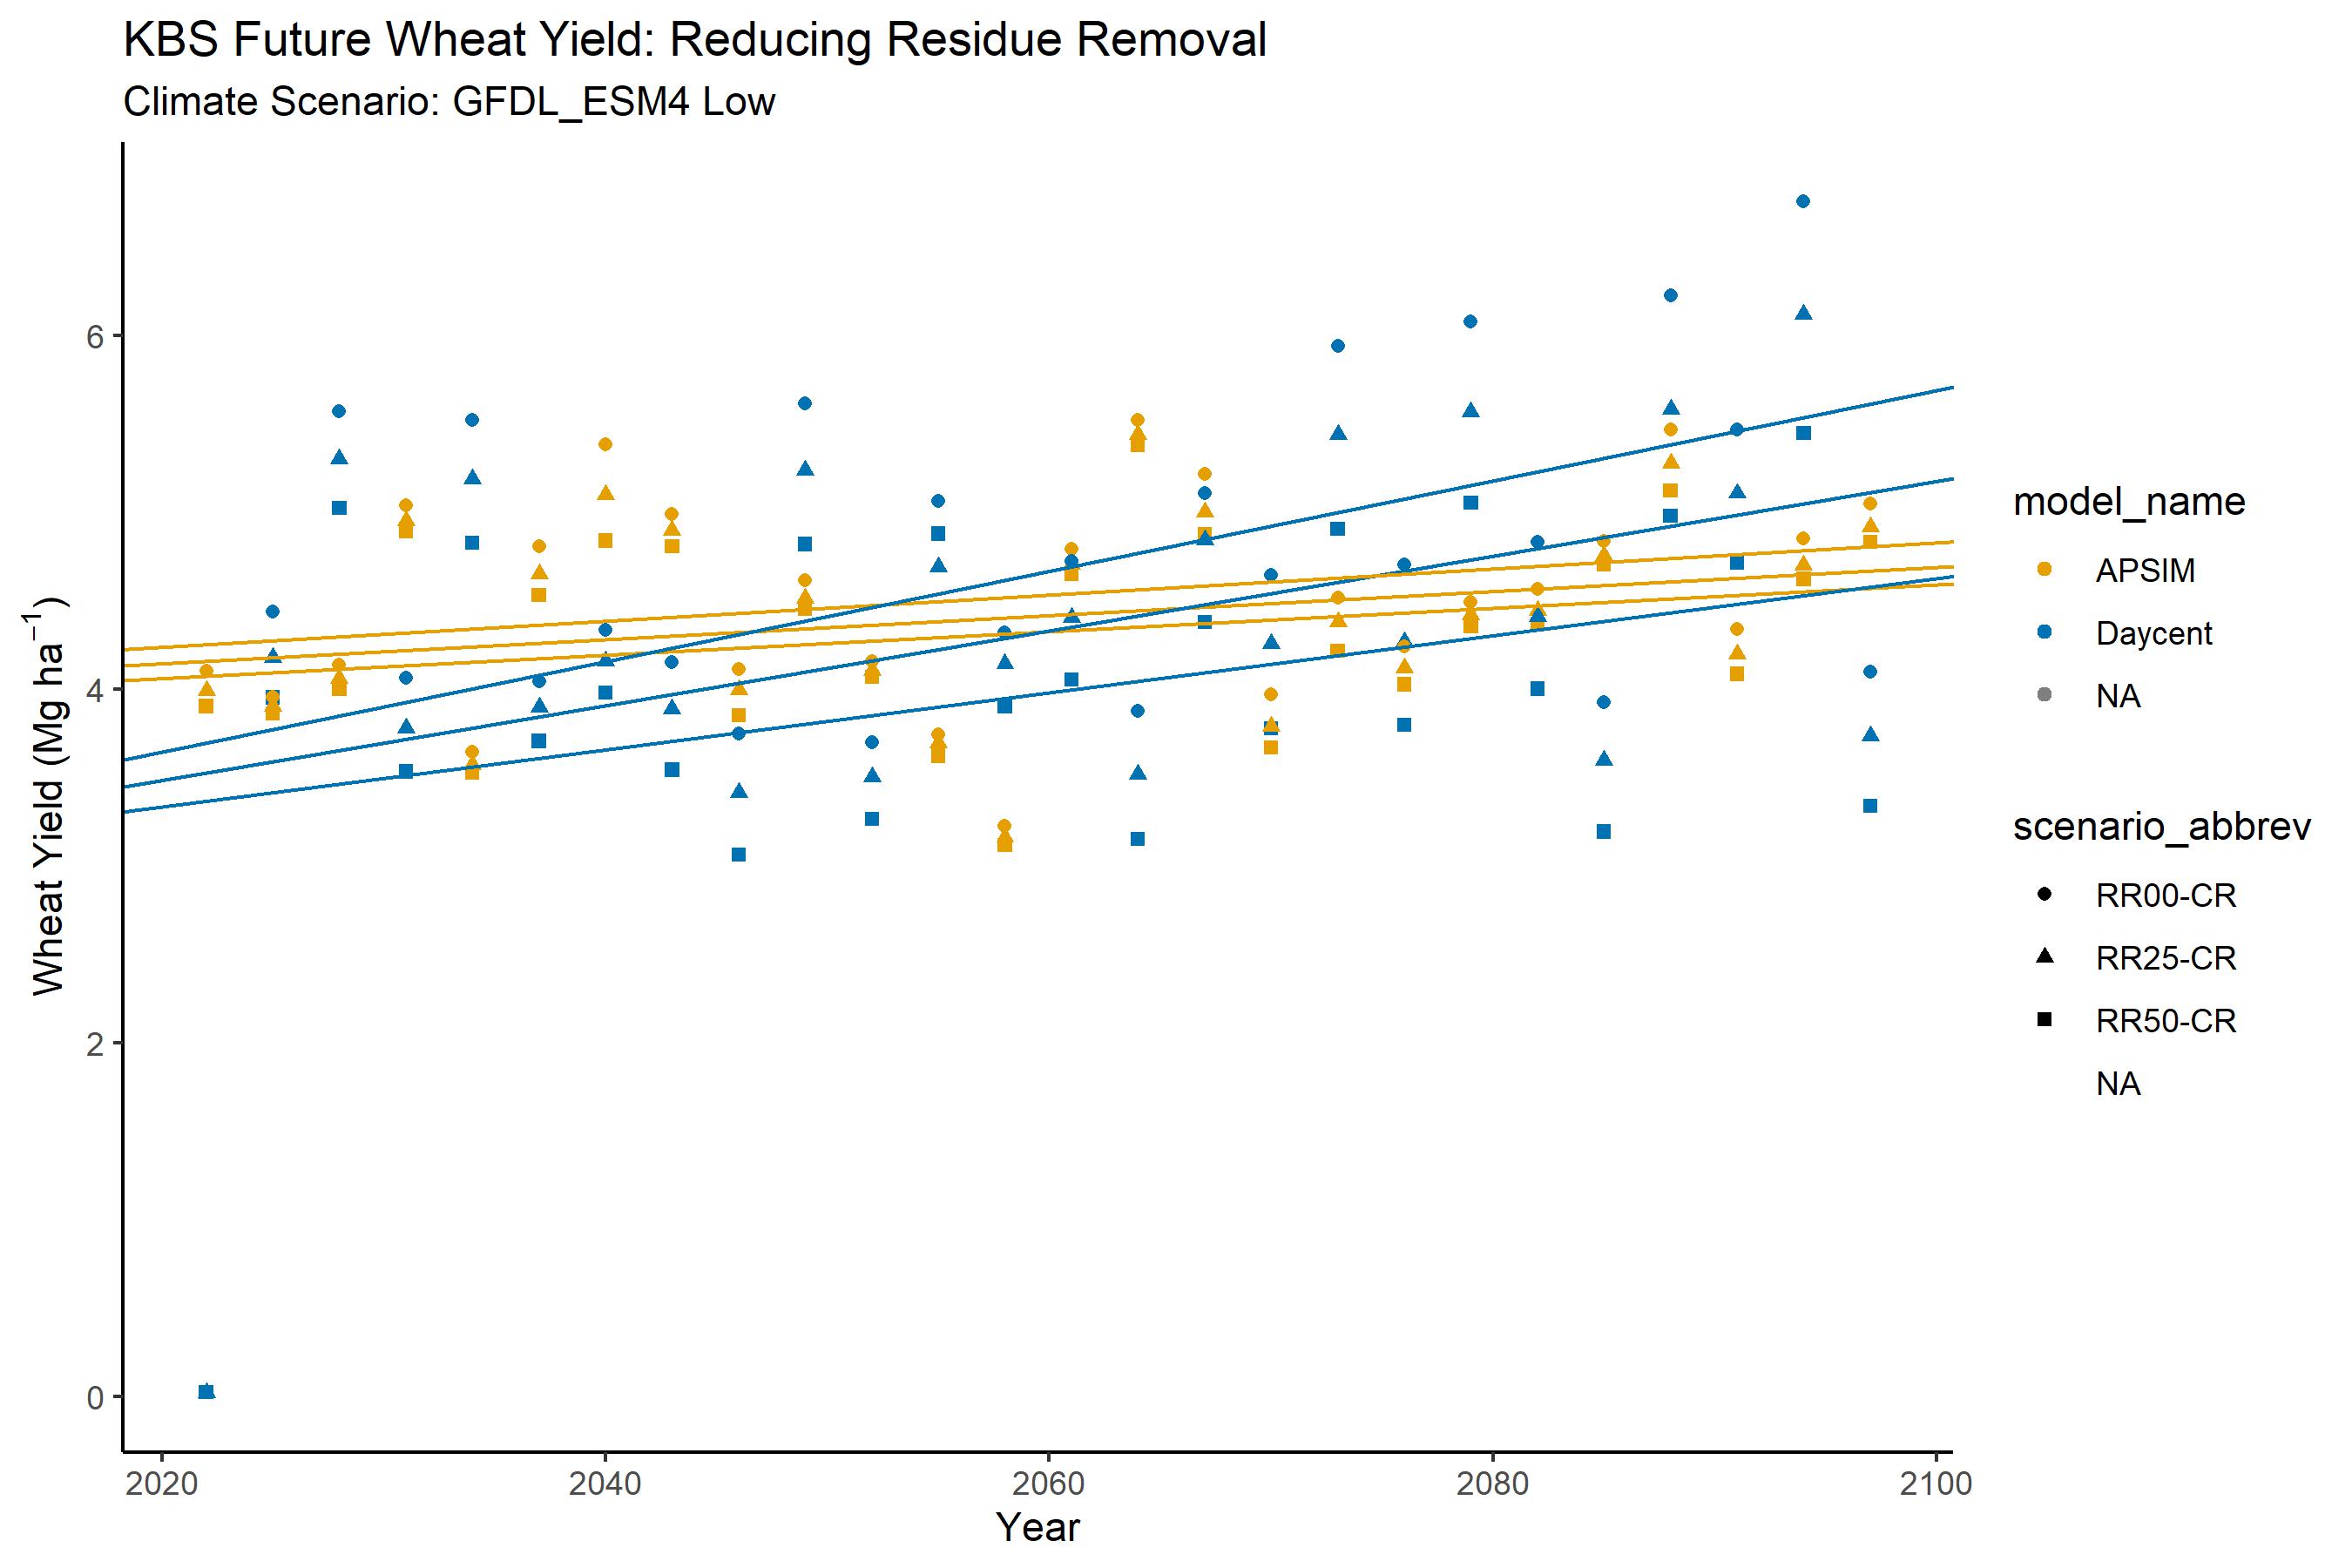 KBS Future Wheat Yield: Reducing Residue Removal
Climate Scenario: GFDL_ESM4 Low
Wheat Yield (Mg ha⁻¹)
6
4
2
0
2020
2040
2060
2080
2100
Year
model_name
APSIM
Daycent
NA
scenario_abbrev
RR00-CR
RR25-CR
RR50-CR
NA